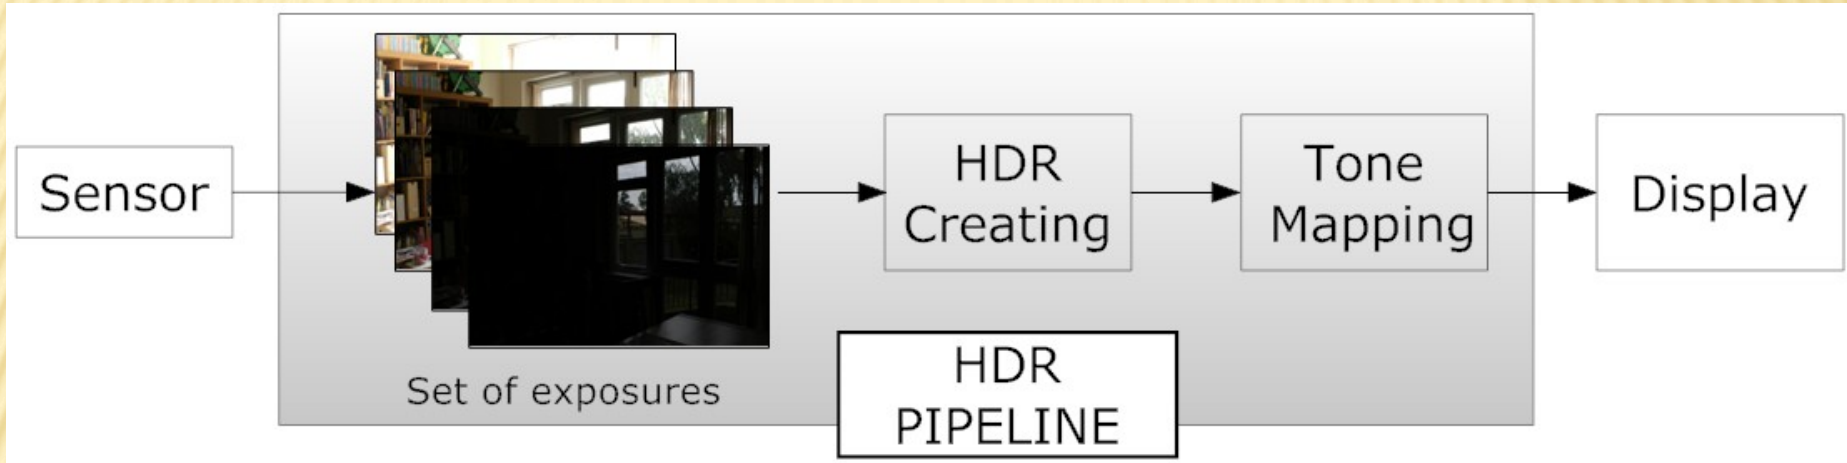 Sensor
Set of exposures
HDR
Creating
Tone
Mapping
Display
HDR
PIPELINE